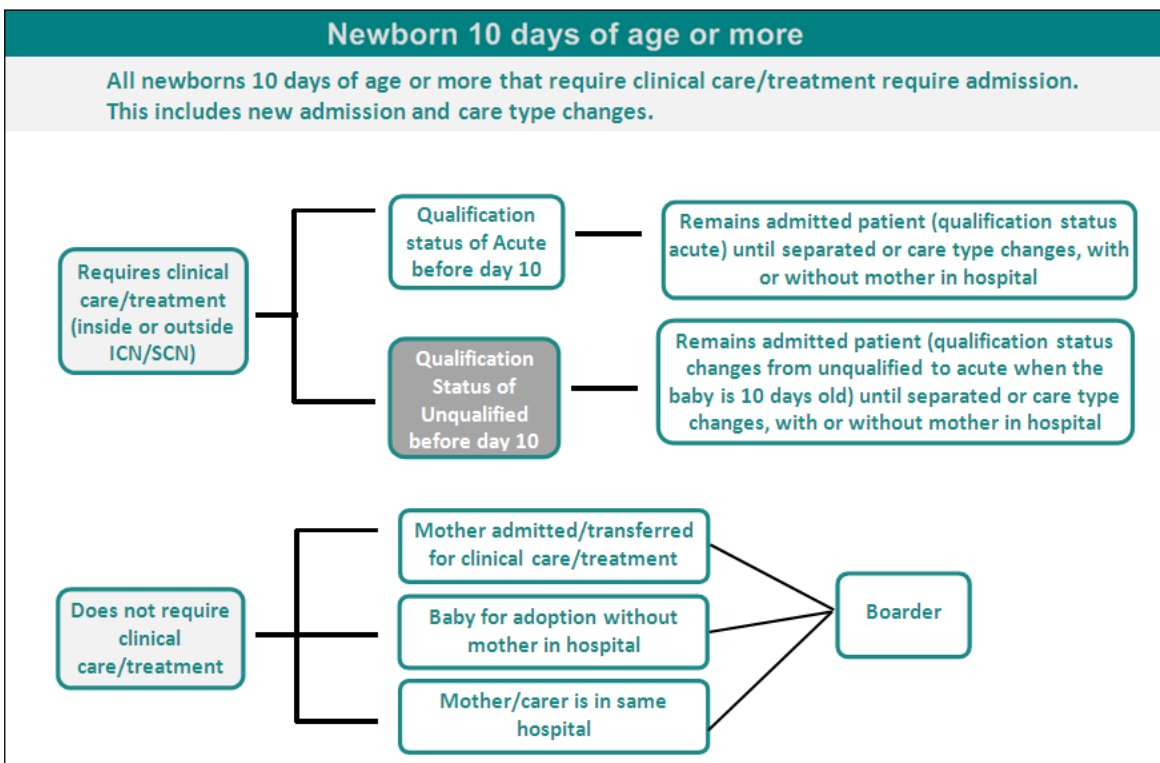 Newborn 10 days of age or more
All newborns 10 days of age or more that require clinical care/treatment require admission.
This includes new admission and care type changes.
Requires clinical
care/treatment
(inside or outside
ICN/SCN)
Qualification
status of Acute
before day 10
Remains admitted patient (qualification status
acute) until separated or care type changes, with
or without mother in hospital
Qualification
Status of
Unqualified
before day 10
Remains admitted patient (qualification status
changes from unqualified to acute when the
baby is 10 days old) until separated or care type
changes, with or without mother in hospital
Does not require
clinical
care/treatment
Mother admitted/transferred
for clinical care/treatment
Baby for adoption without
mother in hospital
Mother/carer is in same
hospital
Boarder